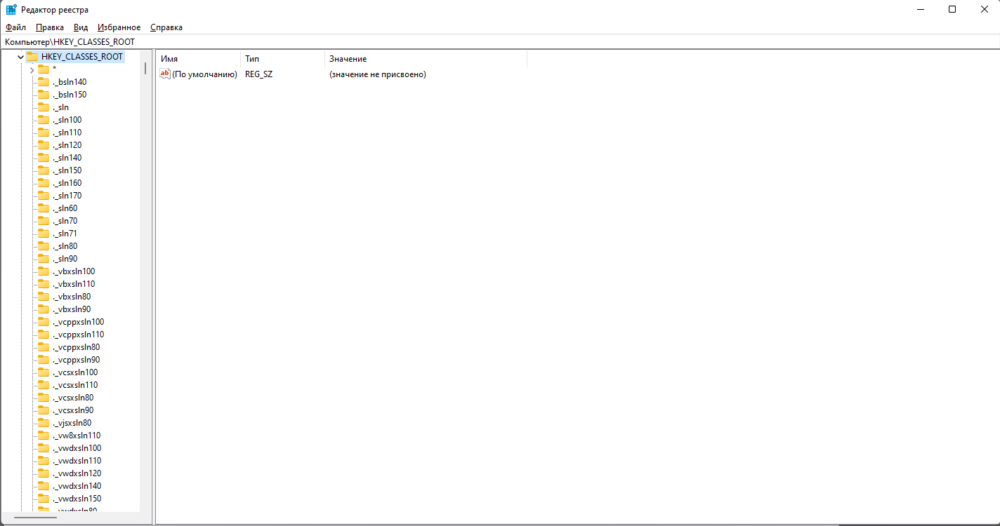 Редактор реестра
Файл Правка Вид Избранное Справка
Компьютер\HKEY_CLASSES_ROOT
HKEY_CLASSES_ROOT
*
._bsln140
._bsln150
._sln
._sln100
._sln110
._sln120
._sln140
._sln150
._sln160
._sln170
._sln60
._sln70
._sln71
._sln80
._sln90
._vbxsln100
._vbxsln110
._vbxsln80
._vbxsln90
._vcppxsln100
._vcppxsln110
._vcppxsln80
._vcppxsln90
._vcsxsln100
._vcsxsln110
._vcsxsln80
._vcsxsln90
._vjsxsln80
._vw8xsln110
._vwdxsln100
._vwdxsln110
._vwdxsln120
._vwdxsln140
._vwdxsln150
._vwdxsln80
Имя Тип Значение
ab (По умолчанию) REG_SZ (значение не присвоено)